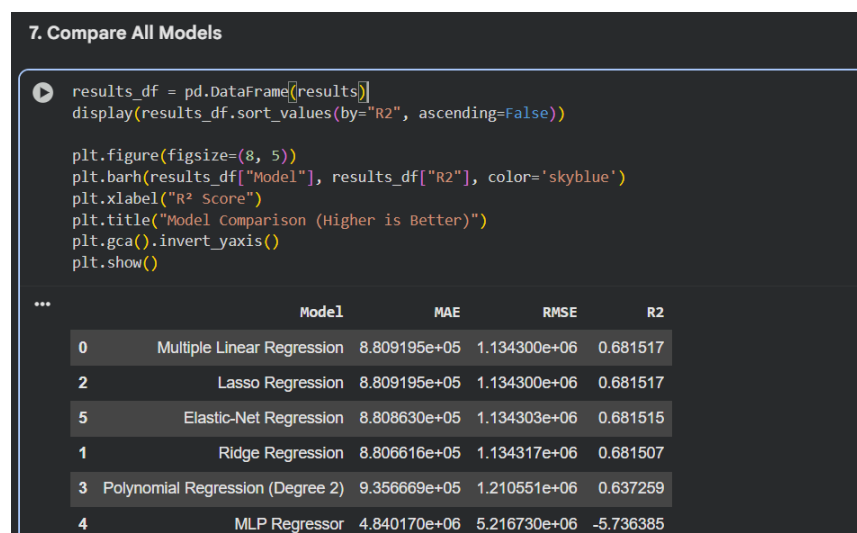 7. Compare All Models
results_df = pd.DataFrame(results)
display(results_df.sort_values(by="R2", ascending=False))
plt.figure(figsize=(8, 5))
plt.barh(results_df["Model"], results_df["R2"], color='skyblue')
plt.xlabel("R² Score")
plt.title("Model Comparison (Higher is Better)")
plt.gca().invert_yaxis()
plt.show()
Model MAE RMSE R2
0 Multiple Linear Regression 8.809195e+05 1.134300e+06 0.681517
2 Lasso Regression 8.809195e+05 1.134300e+06 0.681517
5 Elastic-Net Regression 8.808630e+05 1.134303e+06 0.681515
1 Ridge Regression 8.806616e+05 1.134317e+06 0.681507
3 Polynomial Regression (Degree 2) 9.356669e+05 1.210551e+06 0.637259
4 MLP Regressor 4.840170e+06 5.216730e+06 -5.736385